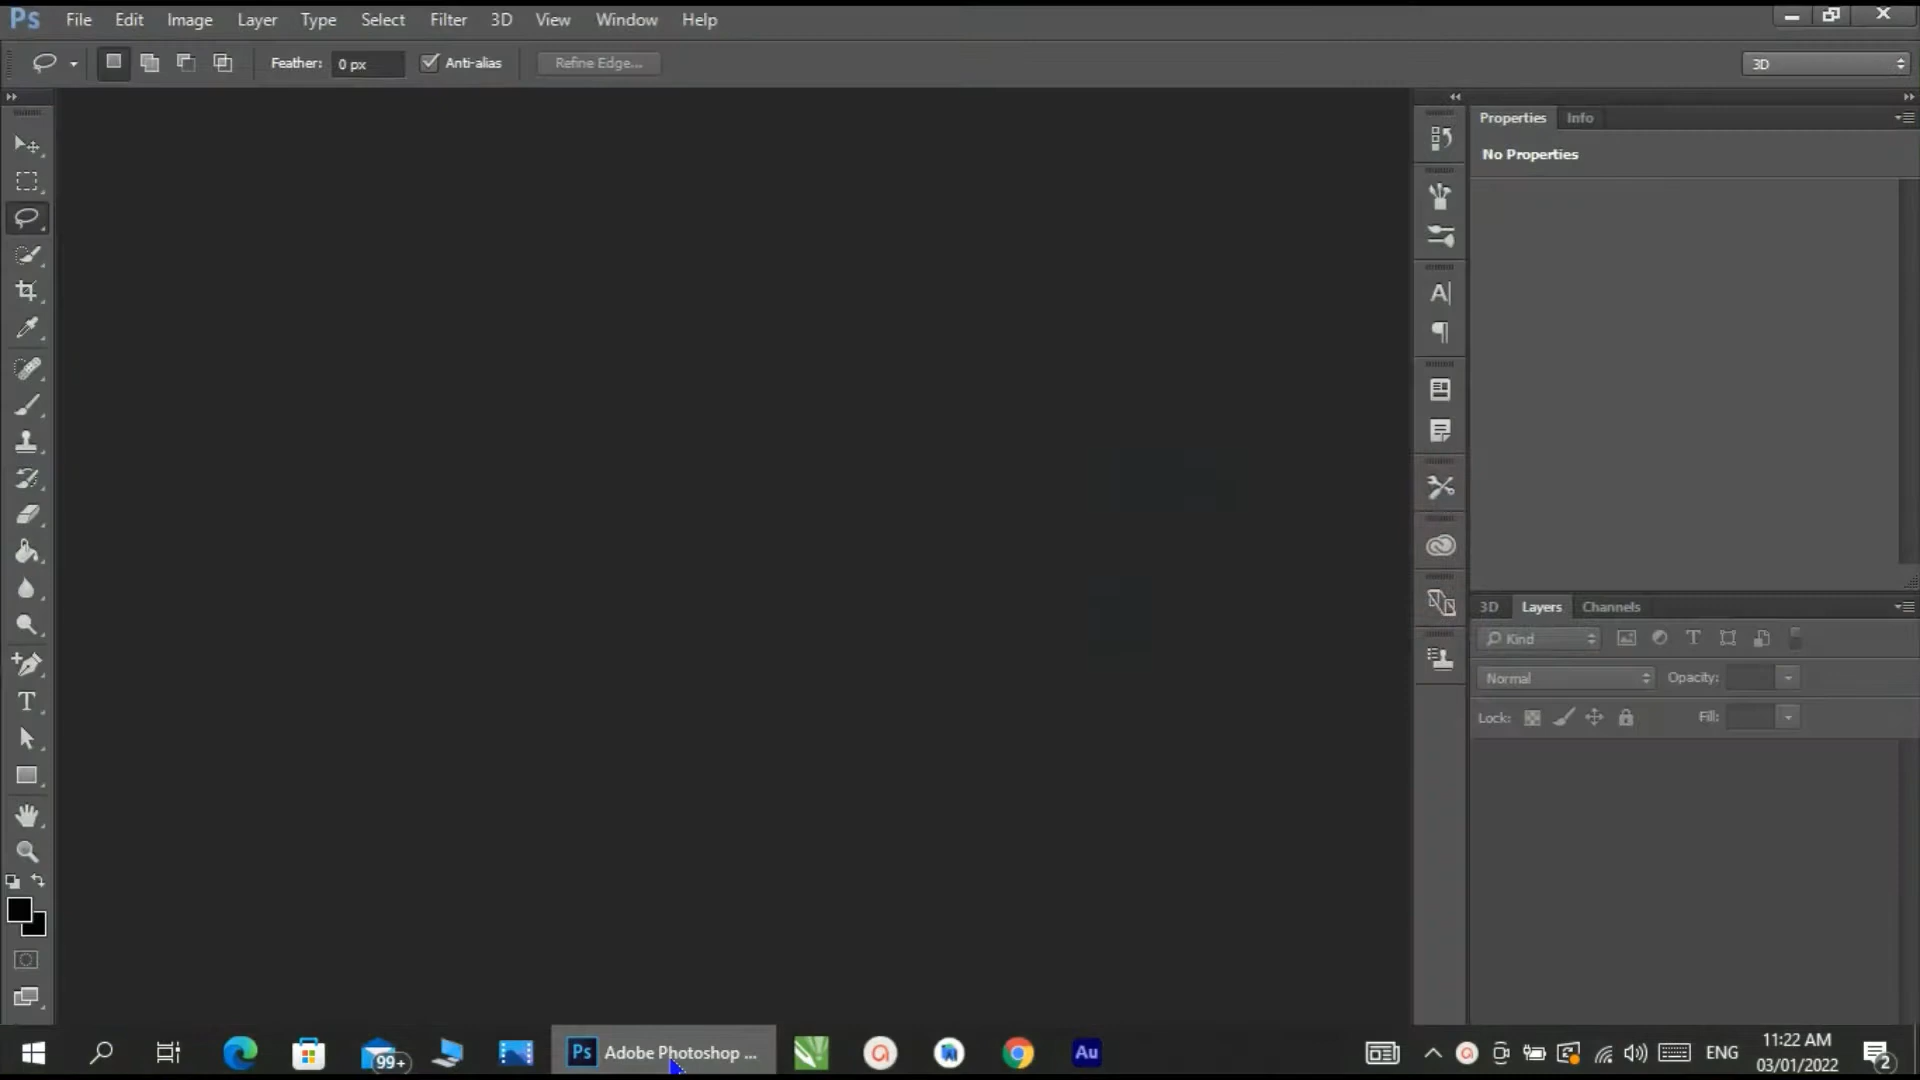 Ps File Edit Image Layer Type Select Filter 3D View Window Help
Feather: 0 px Anti-alias Refine Edge... 3D
Properties Info
No Properties
3D Layers Channels
Kind
Normal Opacity:
Lock: Fill:
99+ Ps Adobe Photoshop ... Au ENG 11:22 AM
03/01/2022 2